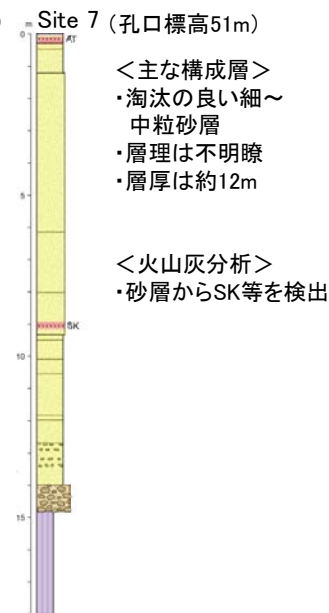 m Site 7 (孔口標高51m)
0
AT
＜主な構成層＞
・淘汰の良い細～
中粒砂層
・層理は不明瞭
・層厚は約12m
5
＜火山灰分析＞
・砂層からSK等を検出
SK
10
15